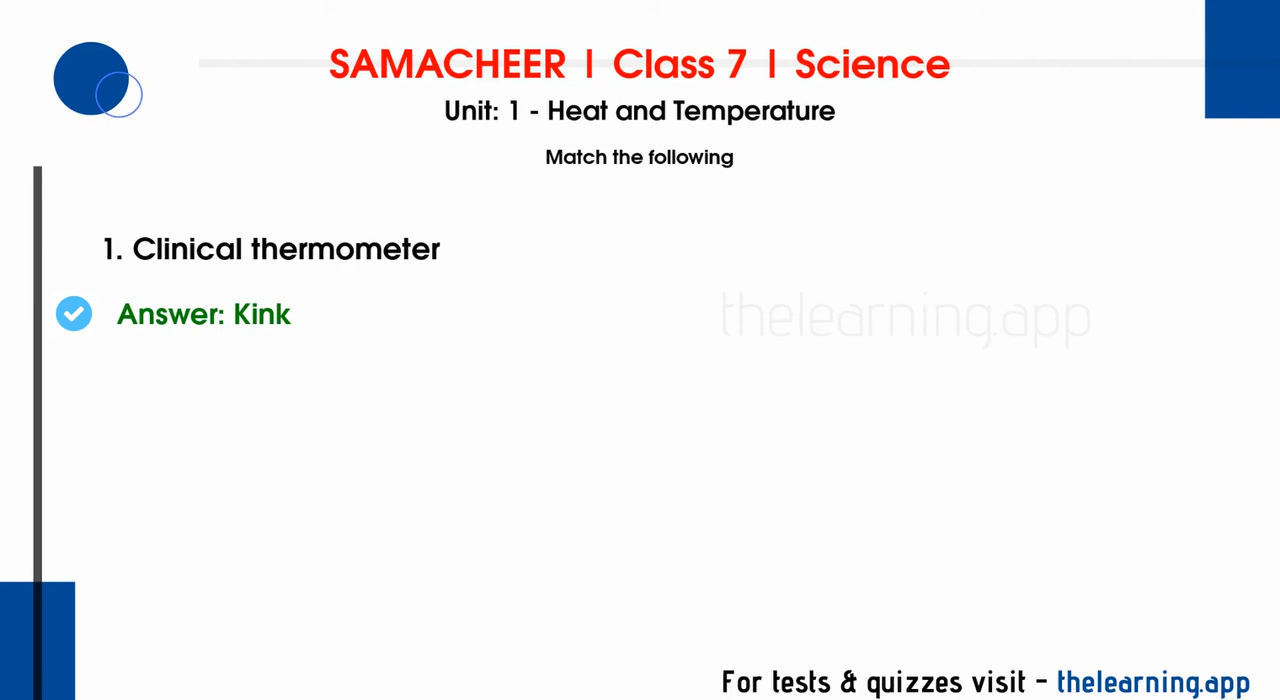 SAMACHEER | Class 7 | Science
Unit: 1 - Heat and Temperature
Match the following
1. Clinical thermometer
Answer: Kink
thelearning.app
For tests & quizzes visit - thelearning.app